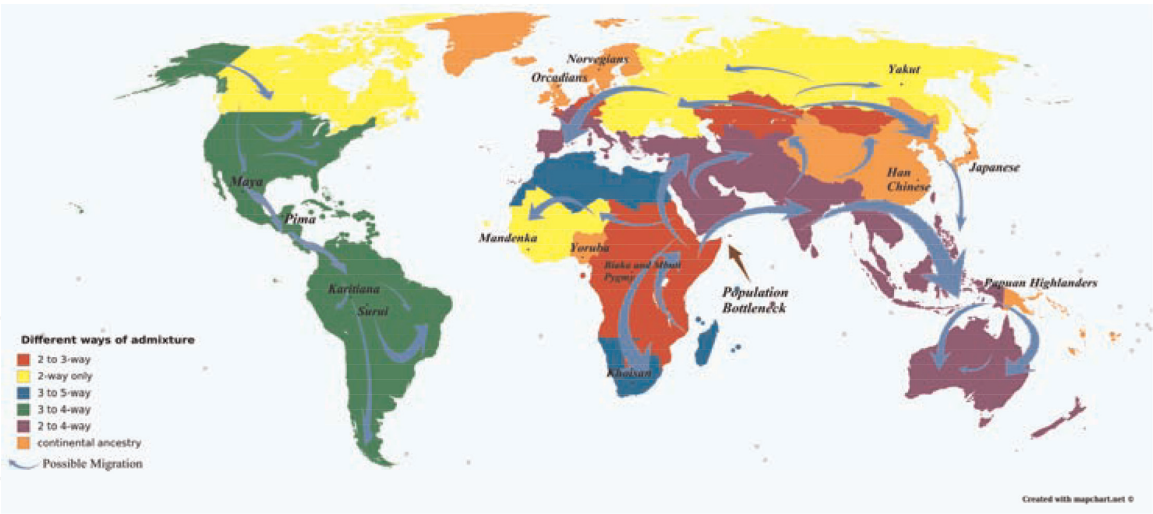 Norwegians
Orcadians
Yakut
Japanese
Han
Chinese
Maya
Pima
Mandenka
Yoruba
Biaka and Mbuti
Pygmy
Karitiana
Surui
Population
Bottleneck
Papuan Highlanders
Khoisan
Different ways of admixture
2 to 3-way
2-way only
3 to 5-way
3 to 4-way
2 to 4-way
continental ancestry
Possible Migration
Created with mapchart.net ©